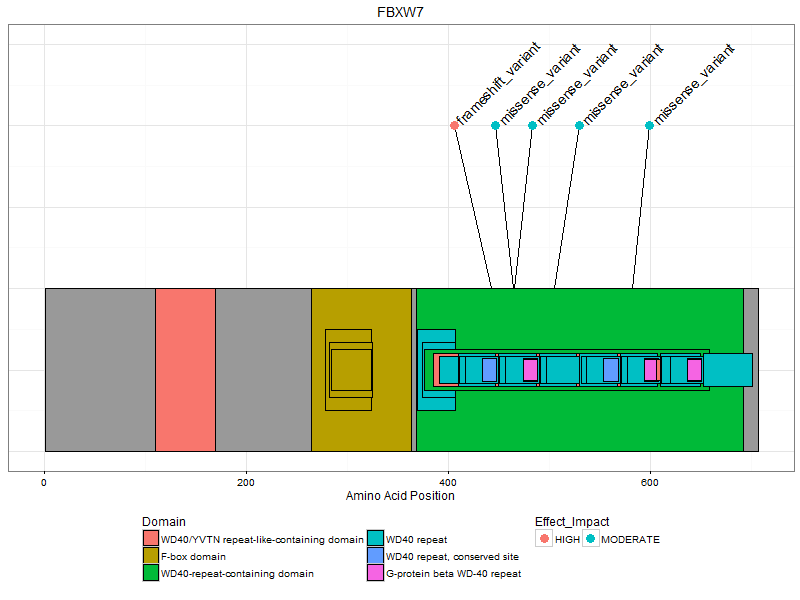 FBXW7
frameshift_variant
missense_variant
missense_variant
missense_variant
missense_variant
0 200 400 600
Amino Acid Position
Domain
WD40/YVTN repeat-like-containing domain
F-box domain
WD40-repeat-containing domain
WD40 repeat
WD40 repeat, conserved site
G-protein beta WD-40 repeat
Effect_Impact
HIGH MODERATE